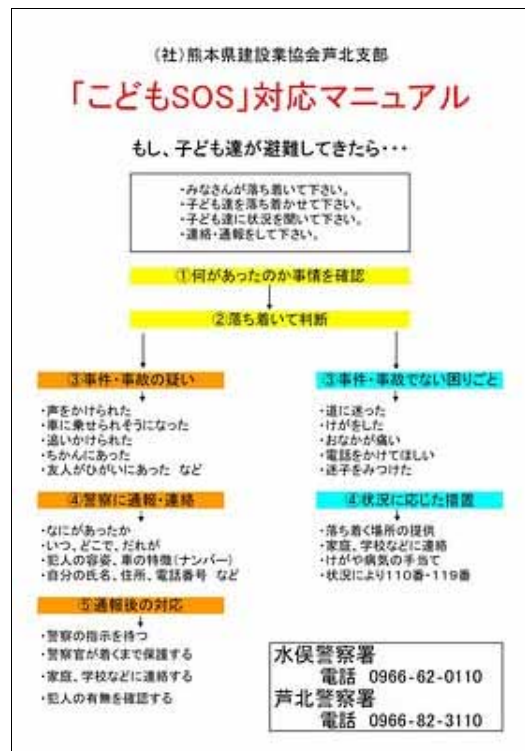 (社)熊本県建設業協会芦北支部
「こどもSOS」対応マニュアル
もし、子ども達が避難してきたら・・・
・みなさんが落ち着いて下さい。
・子ども達を落ち着かせて下さい。
・子ども達に状況を聞いて下さい。
・連絡・通報をして下さい。
①何があったのか事情を確認
②落ち着いて判断
③事件・事故の疑い
・声をかけられた
・車に乗せられそうになった
・追いかけられた
・ちかんにあった
・友人がひがいにあった など
④警察に通報・連絡
・なにがあったか
・いつ、どこで、だれが
・犯人の容姿、車の特徴(ナンバー)
・自分の氏名、住所、電話番号 など
⑤通報後の対応
・警察の指示を待つ
・警察官が着くまで保護する
・家庭、学校などに連絡する
・犯人の有無を確認する
③事件・事故でない困りごと
・道に迷った
・けがをした
・おなかが痛い
・電話をかけてほしい
・迷子をみつけた
④状況に応じた措置
・落ち着く場所の提供
・家庭、学校などに連絡
・けがや病気の手当て
・状況により110番・119番
水俣警察署
電話 0966-62-0110
芦北警察署
電話 0966-82-3110